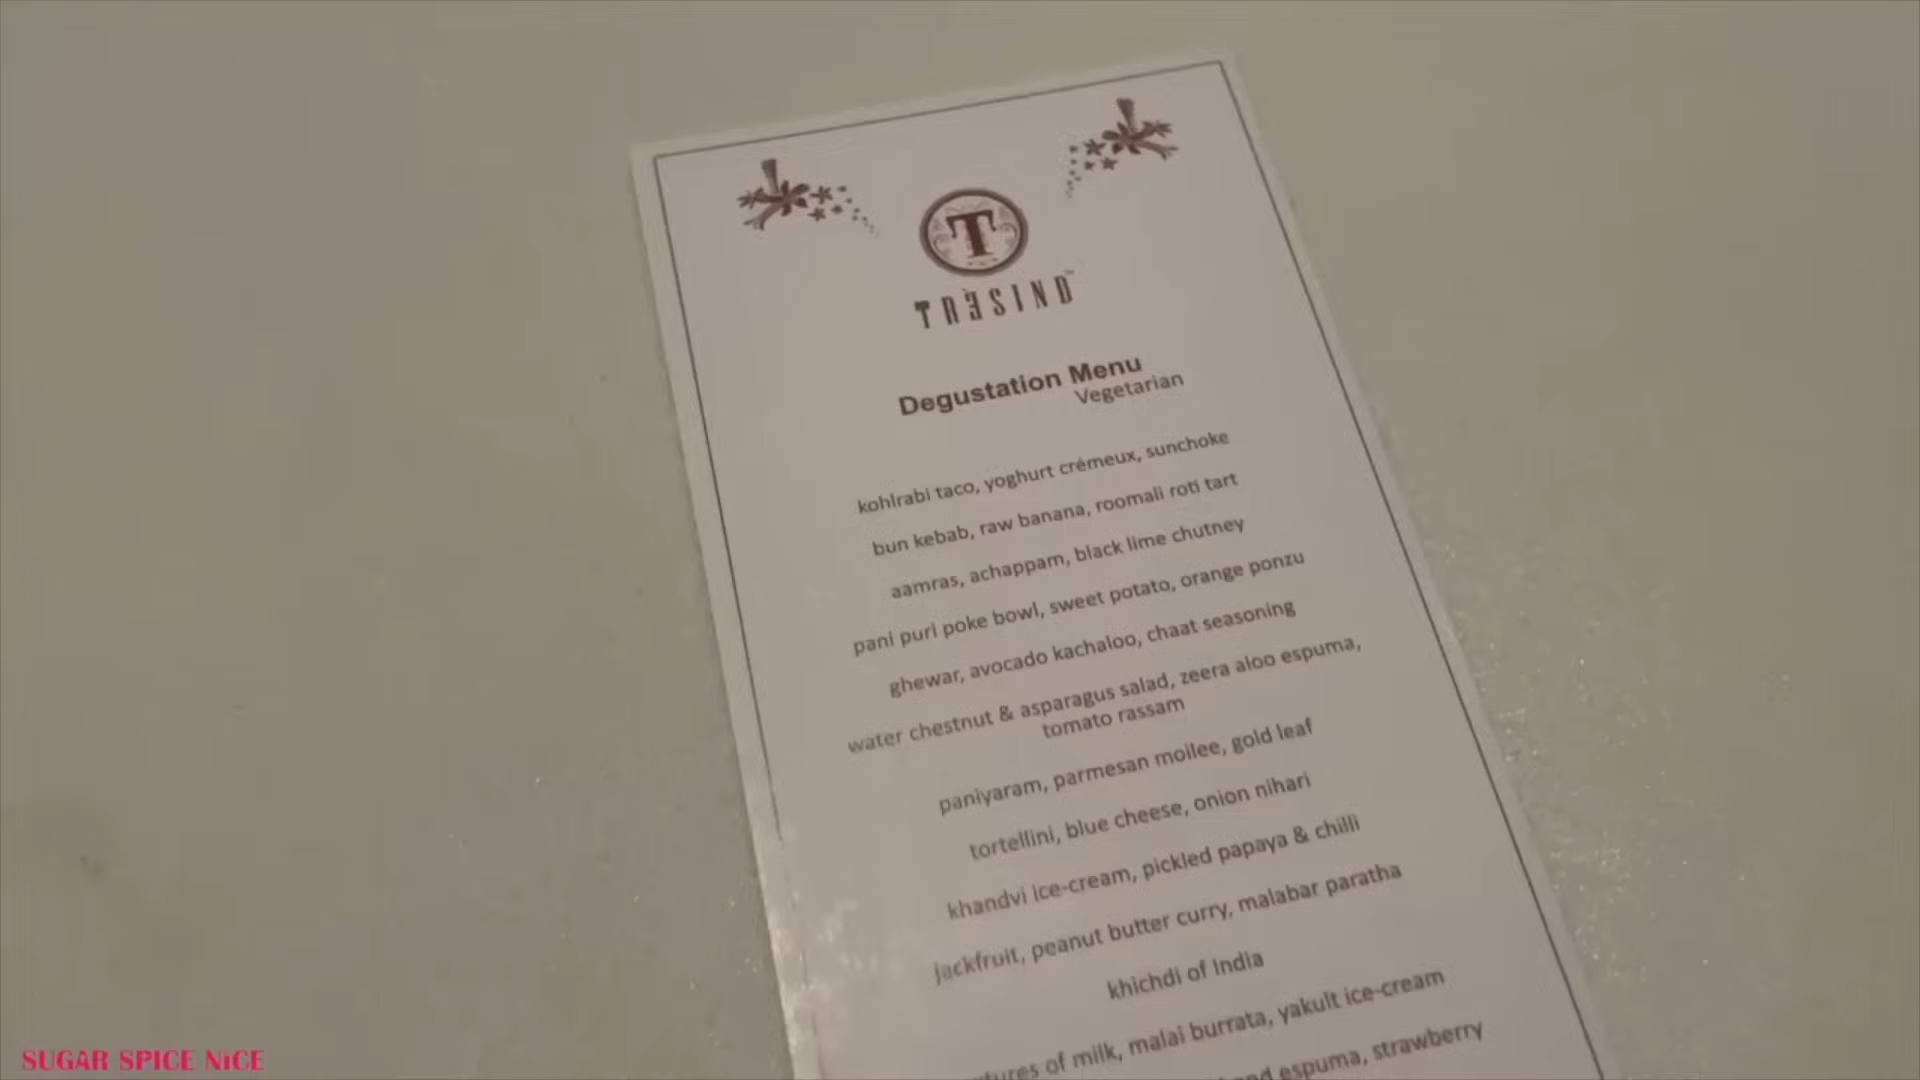 T
TRÈSIND™
Degustation Menu
Vegetarian
kohlrabi taco, yoghurt crémeux, sunchoke
bun kebab, raw banana, roomali roti tart
aamras, achappam, black lime chutney
pani puri poke bowl, sweet potato, orange ponzu
ghewar, avocado kachaloo, chaat seasoning
water chestnut & asparagus salad, zeera aloo espuma,
tomato rassam
paniyaram, parmesan moilee, gold leaf
tortellini, blue cheese, onion nihari
khandvi ice-cream, pickled papaya & chilli
jackfruit, peanut butter curry, malabar paratha
khichdi of India
of milk, malai burrata, yakult ice-cream
espuma, strawberry
SUGAR SPICE NiCE